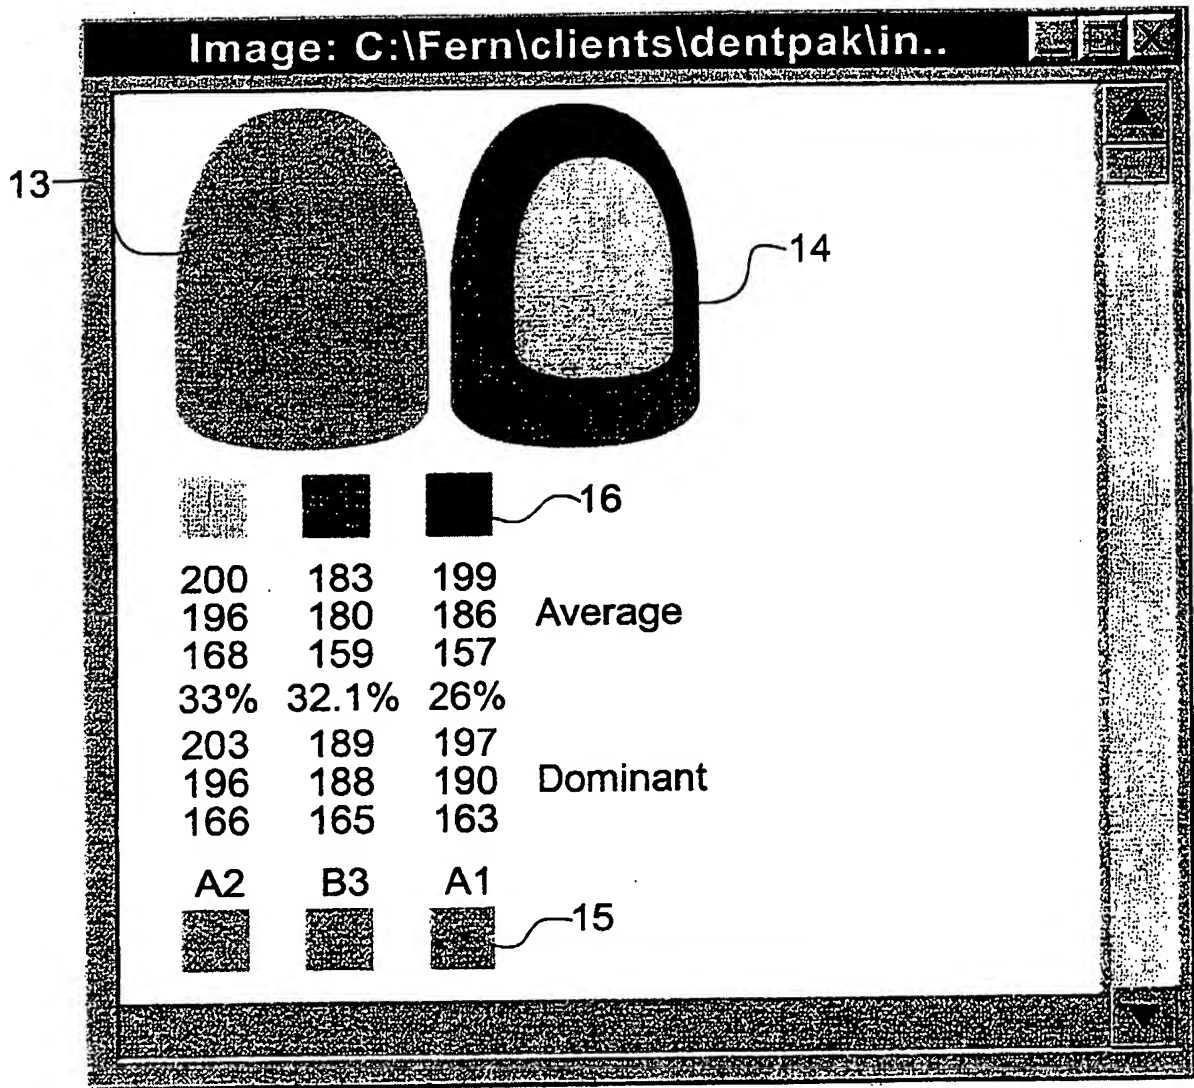 Image: C:\Fern\clients\dentpak\in..
13
14
16
200 183 199
196 180 186 Average
168 159 157
33% 32.1% 26%
203 189 197
196 188 190 Dominant
166 165 163
A2 B3 A1
15